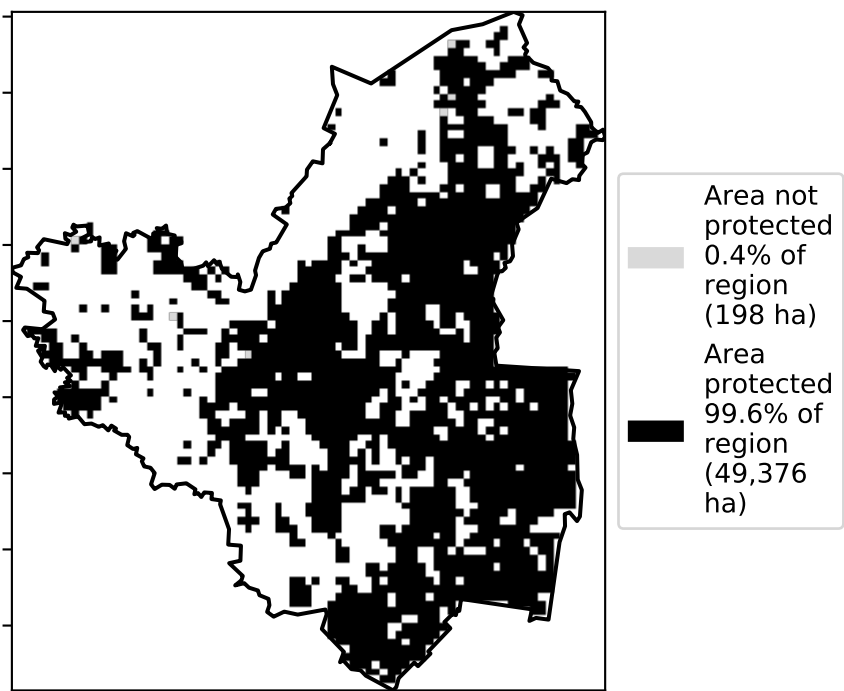 Area not
protected
0.4% of
region
(198 ha)
Area
protected
99.6% of
region
(49,376
ha)